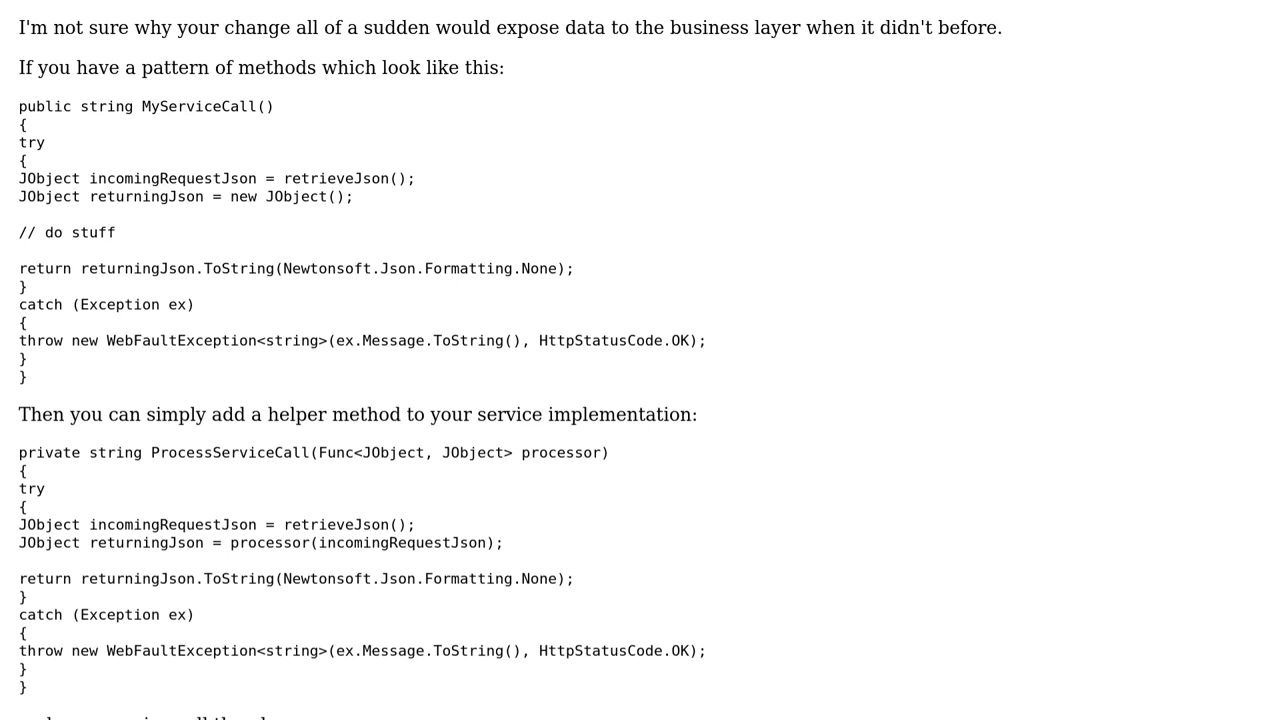 I'm not sure why your change all of a sudden would expose data to the business layer when it didn't before.
If you have a pattern of methods which look like this:
public string MyServiceCall()
{
try
{
JObject incomingRequestJson = retrieveJson();
JObject returningJson = new JObject();
// do stuff
return returningJson.ToString(Newtonsoft.Json.Formatting.None);
}
catch (Exception ex)
{
throw new WebFaultException<string>(ex.Message.ToString(), HttpStatusCode.OK);
}
}
Then you can simply add a helper method to your service implementation:
private string ProcessServiceCall(Func<JObject, JObject> processor)
{
try
{
JObject incomingRequestJson = retrieveJson();
JObject returningJson = processor(incomingRequestJson);
return returningJson.ToString(Newtonsoft.Json.Formatting.None);
}
catch (Exception ex)
{
throw new WebFaultException<string>(ex.Message.ToString(), HttpStatusCode.OK);
}
}